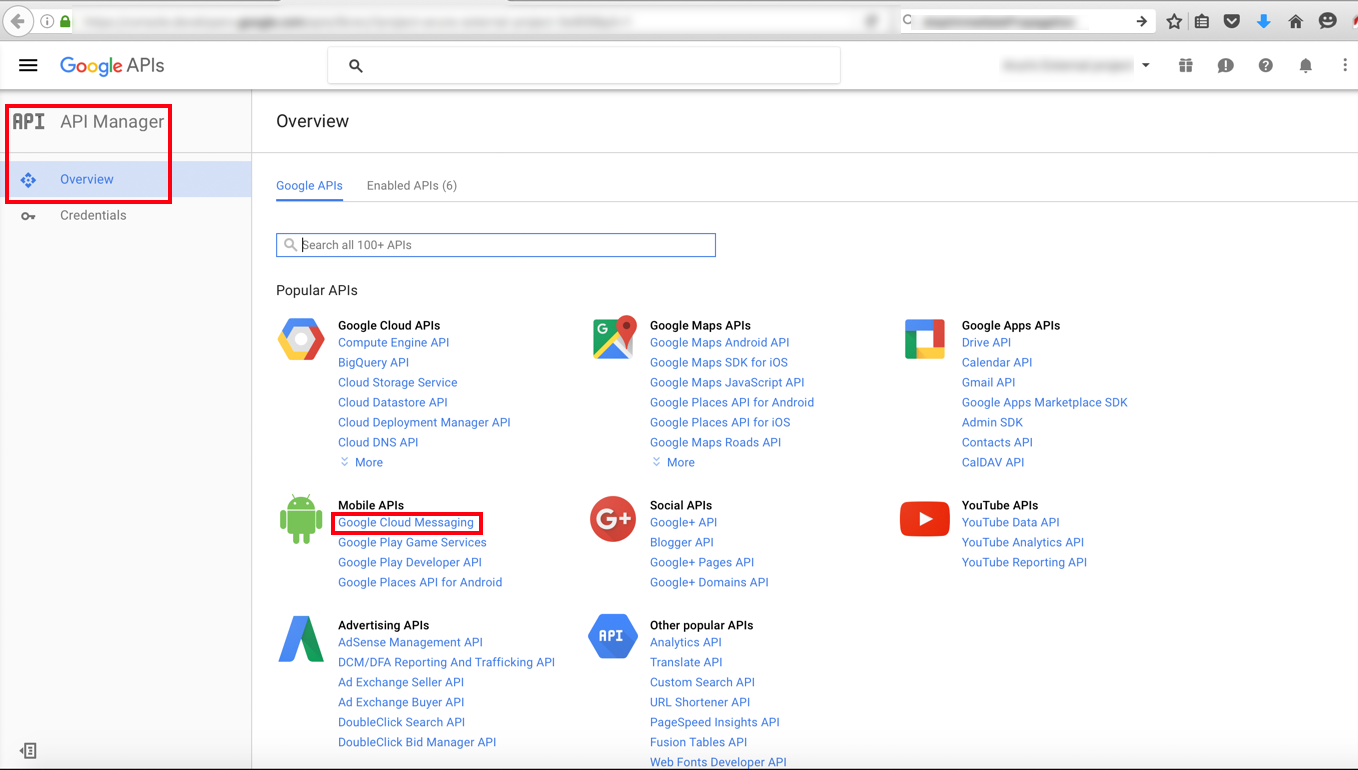 Google APIs
API API Manager
Overview
Credentials
Overview
Google APIs Enabled APIs (6)
Search all 100+ APIs
Popular APIs
Google Cloud APIs
Compute Engine API
BigQuery API
Cloud Storage Service
Cloud Datastore API
Cloud Deployment Manager API
Cloud DNS API
More
G
Google Maps APIs
Google Maps Android API
Google Maps SDK for iOS
Google Maps JavaScript API
Google Places API for Android
Google Places API for iOS
Google Maps Roads API
More
Google Apps APIs
Drive API
Calendar API
Gmail API
Google Apps Marketplace SDK
Admin SDK
Contacts API
CalDAV API
Mobile APIs
Google Cloud Messaging
Google Play Game Services
Google Play Developer API
Google Places API for Android
G+
Social APIs
Google+ API
Blogger API
Google+ Pages API
Google+ Domains API
YouTube APIs
YouTube Data API
YouTube Analytics API
YouTube Reporting API
Advertising APIs
AdSense Management API
DCM/DFA Reporting And Trafficking API
Ad Exchange Seller API
Ad Exchange Buyer API
DoubleClick Search API
DoubleClick Bid Manager API
API
Other popular APIs
Analytics API
Translate API
Custom Search API
URL Shortener API
PageSpeed Insights API
Fusion Tables API
Web Fonts Developer API